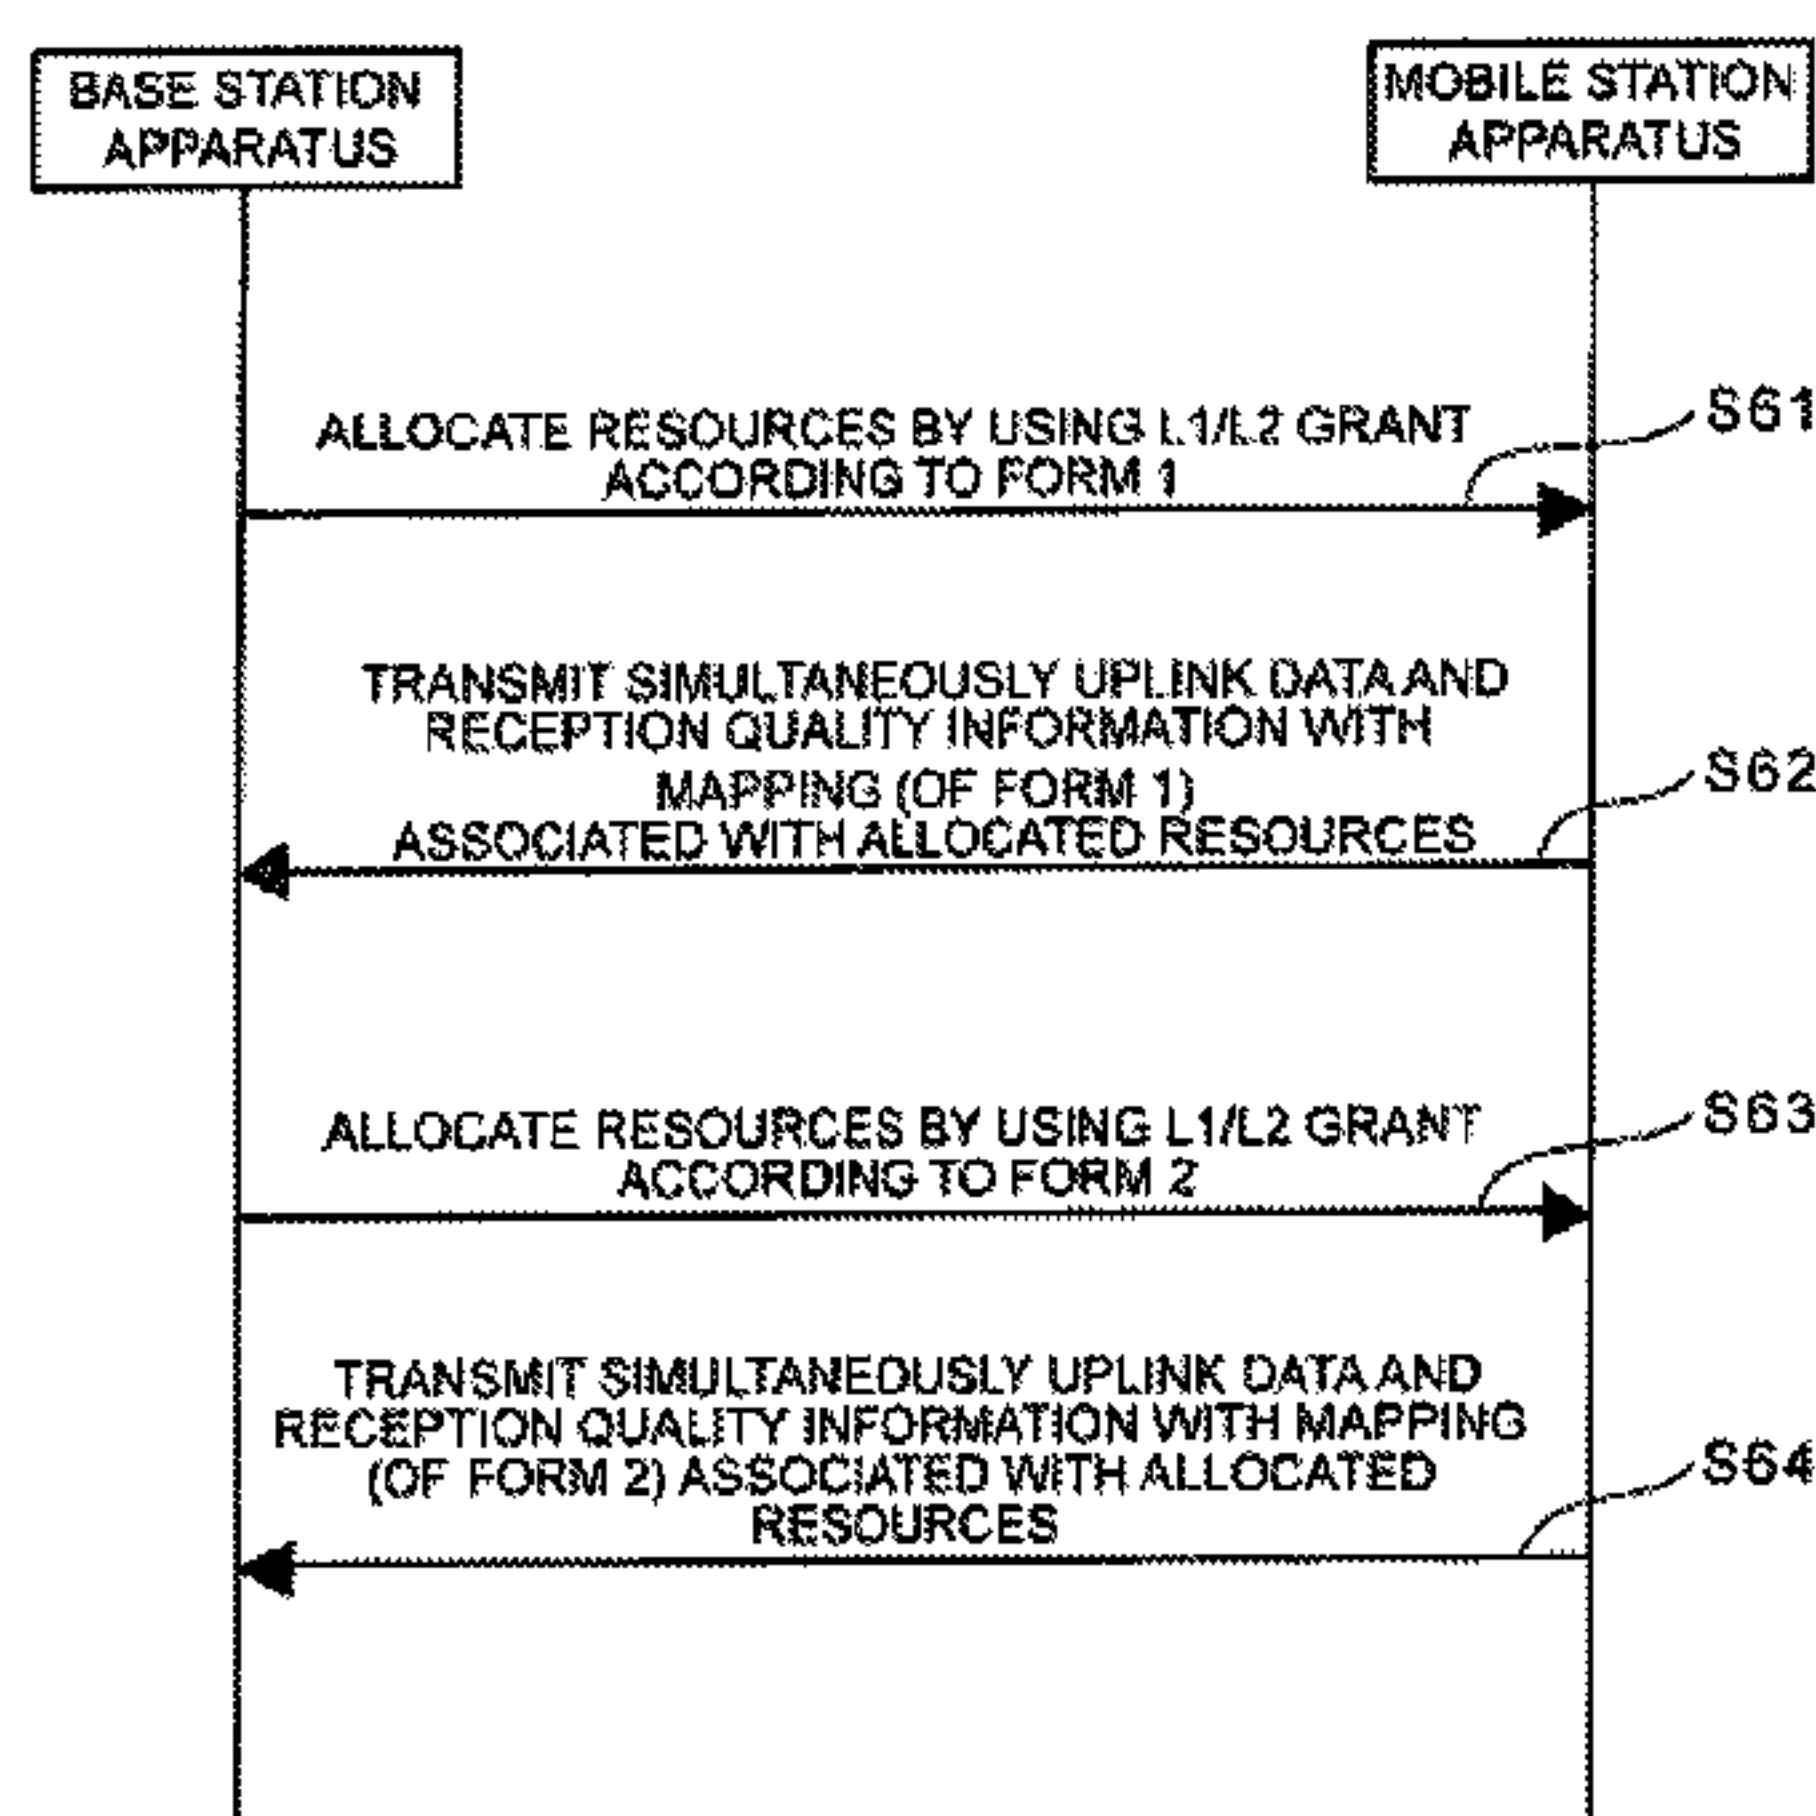 BASE STATION
APPARATUS
MOBILE STATION
APPARATUS
ALLOCATE RESOURCES BY USING L1/L2 GRANT
ACCORDING TO FORM 1
S61
TRANSMIT SIMULTANEOUSLY UPLINK DATA AND
RECEPTION QUALITY INFORMATION WITH
MAPPING (OF FORM 1)
ASSOCIATED WITH ALLOCATED RESOURCES
S62
ALLOCATE RESOURCES BY USING L1/L2 GRANT
ACCORDING TO FORM 2
S63
TRANSMIT SIMULTANEOUSLY UPLINK DATA AND
RECEPTION QUALITY INFORMATION WITH MAPPING
(OF FORM 2) ASSOCIATED WITH ALLOCATED
RESOURCES
S64